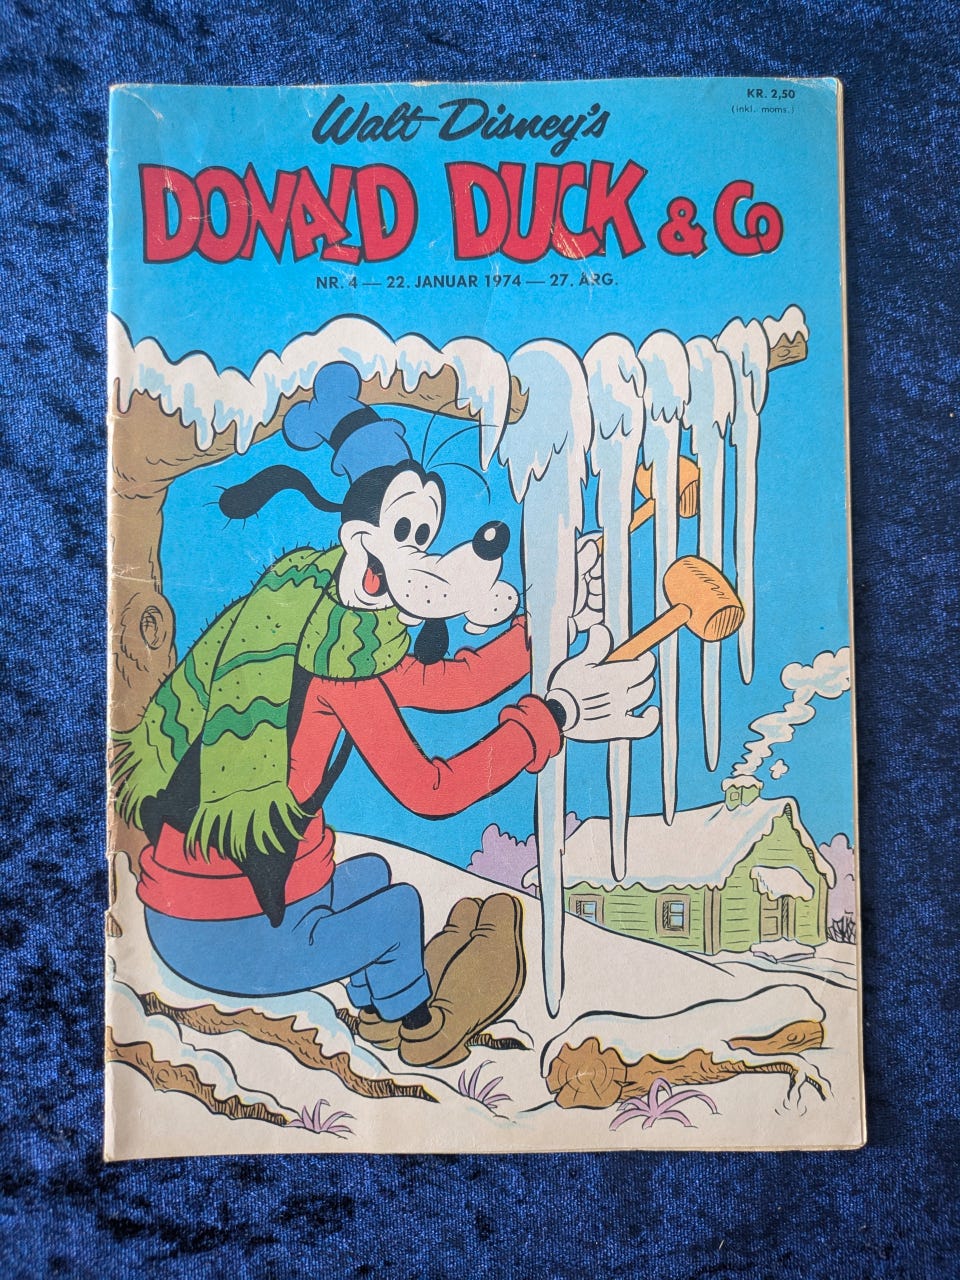 Walt Disney's
KR. 2,50
(inkl. moms.)
DONALD DUCK & Co
NR. 4 — 22. JANUAR 1974 — 27. ÅRG.